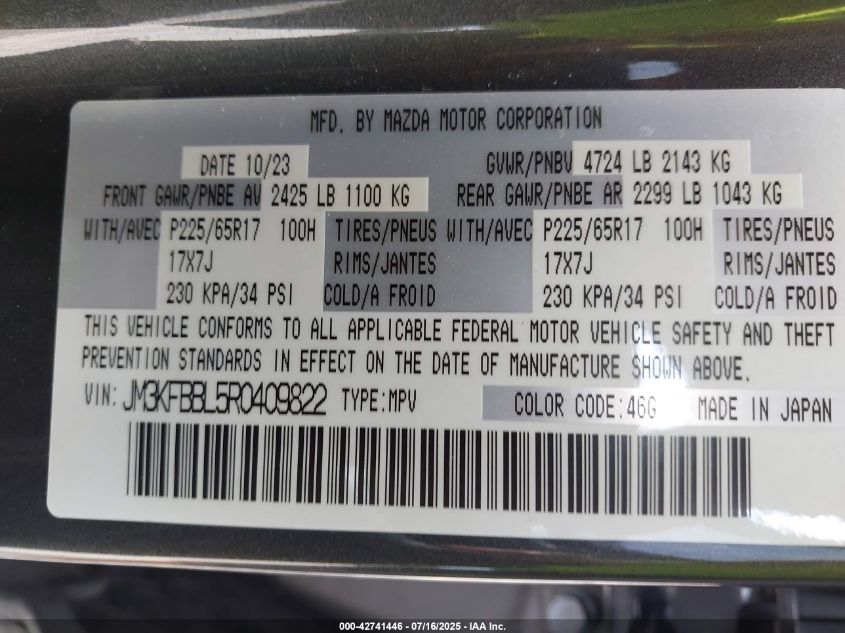 MFD. BY MAZDA MOTOR CORPORATION
DATE 10/23 GVWR/PNBV 4724 LB 2143 KG
FRONT GAWR/PNBE AV 2425 LB 1100 KG REAR GAWR/PNBE AR 2299 LB 1043 KG
WITH/AVEC P225/65R17 100H TIRES/PNEUS WITH/AVEC P225/65R17 100H TIRES/PNEUS
17X7J RIMS/JANTES 17X7J RIMS/JANTES
230 KPA/34 PSI COLD/A FROID 230 KPA/34 PSI COLD/A FROID
THIS VEHICLE CONFORMS TO ALL APPLICABLE FEDERAL MOTOR VEHICLE SAFETY AND THEFT
PREVENTION STANDARDS IN EFFECT ON THE DATE OF MANUFACTURE SHOWN ABOVE.
VIN: JM3KFBBL5R0409822 TYPE:MPV COLOR CODE:46G MADE IN JAPAN
000-42741446 - 07/16/2025 - IAA Inc.